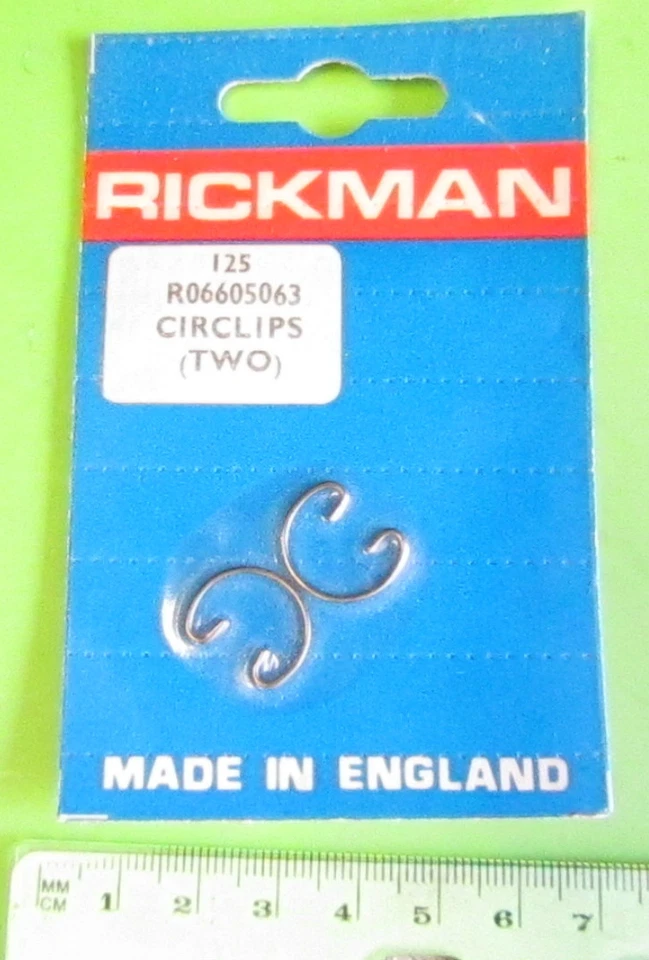 RICKMAN
125
R06605063
CIRCLIPS
(TWO)
MADE IN ENGLAND
MM
CM 1 2 3 4 5 6 7